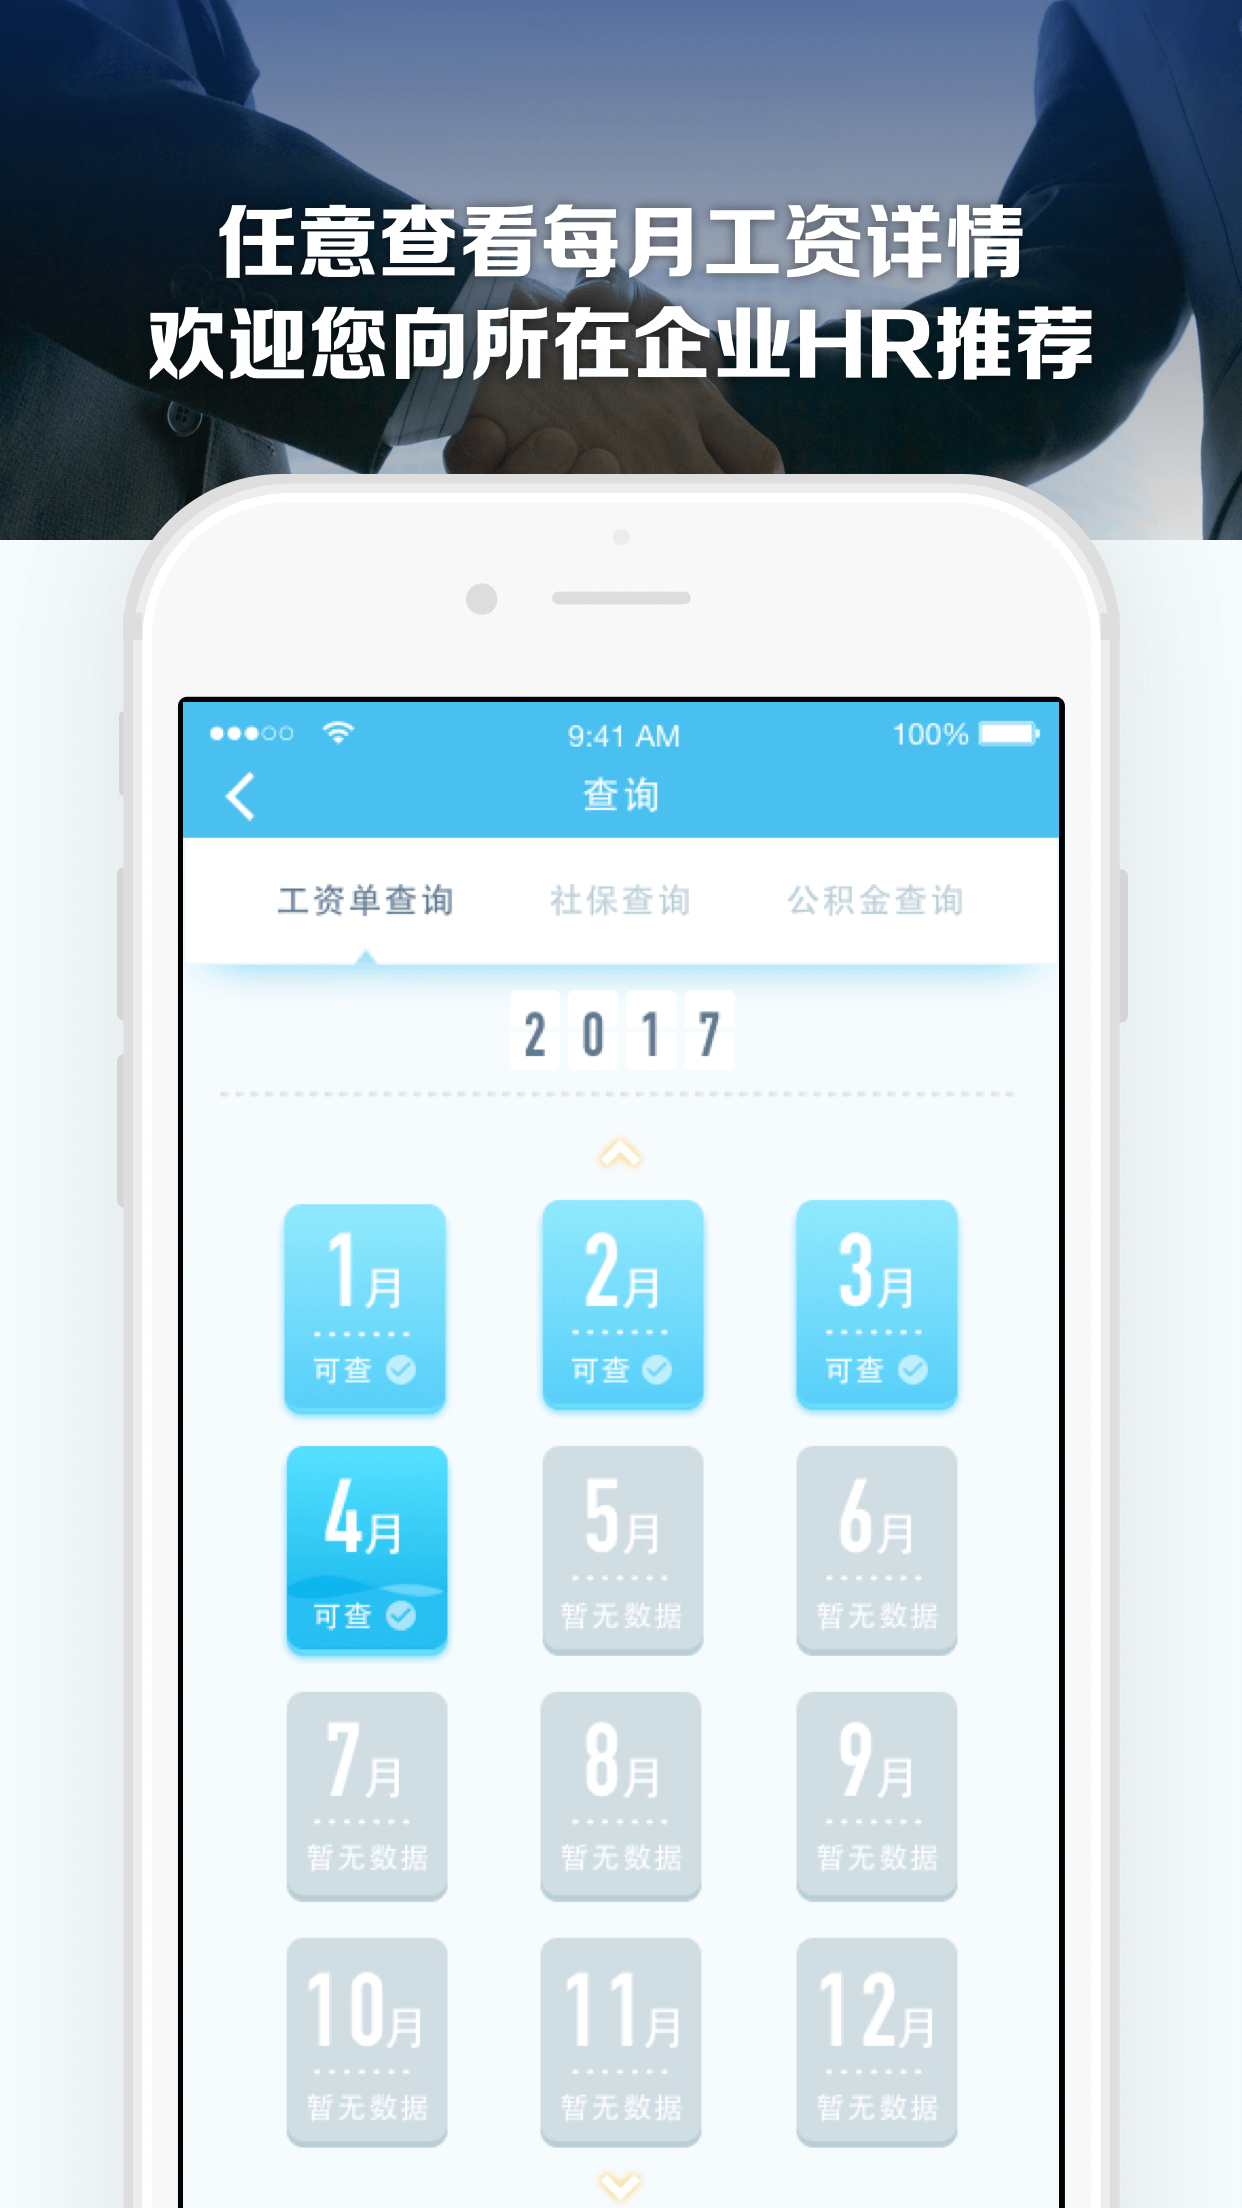 任意查看每月工资详情
欢迎您向所在企业HR推荐
9:41 AM
100%
查询
工资单查询 社保查询 公积金查询
2017
1月 2月 3月
可查 可查 可查
4月 5月 6月
可查 暂无数据 暂无数据
7月 8月 9月
暂无数据 暂无数据 暂无数据
10月 11月 12月
暂无数据 暂无数据 暂无数据